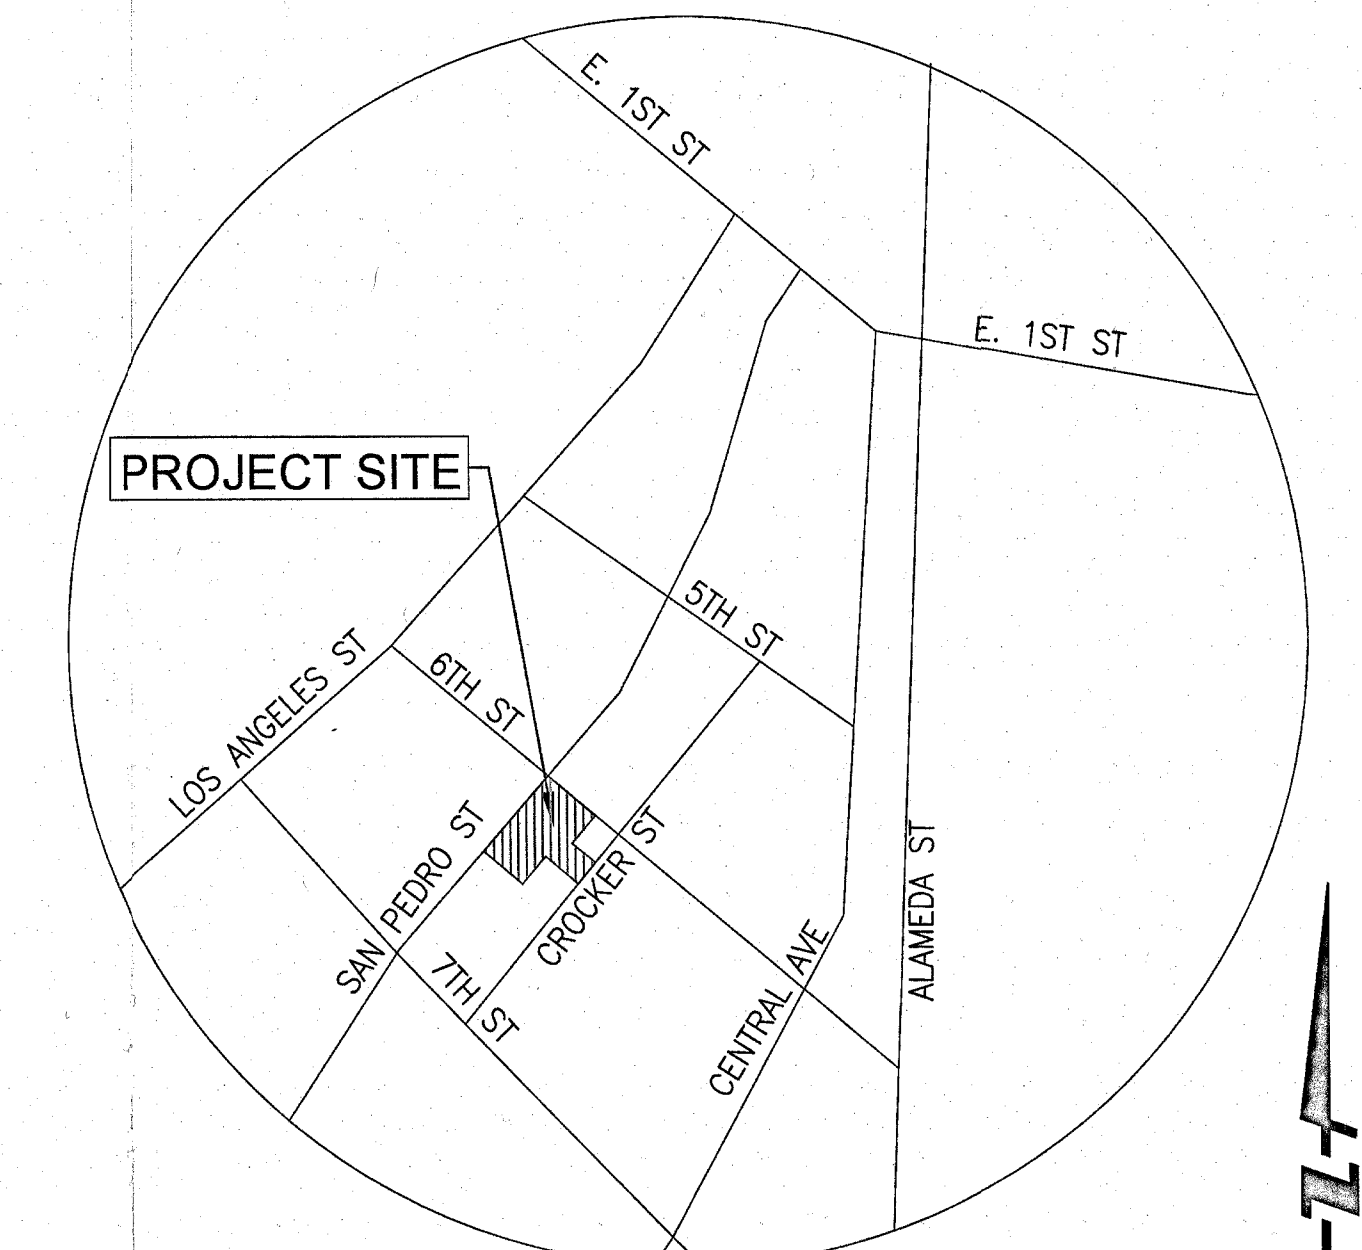 E. 1ST ST
E. 1ST ST
PROJECT SITE
5TH ST
6TH ST
LOS ANGELES ST
SAN PEDRO ST
CROCKER ST
7TH ST
CENTRAL AVE
ALAMEDA ST
N